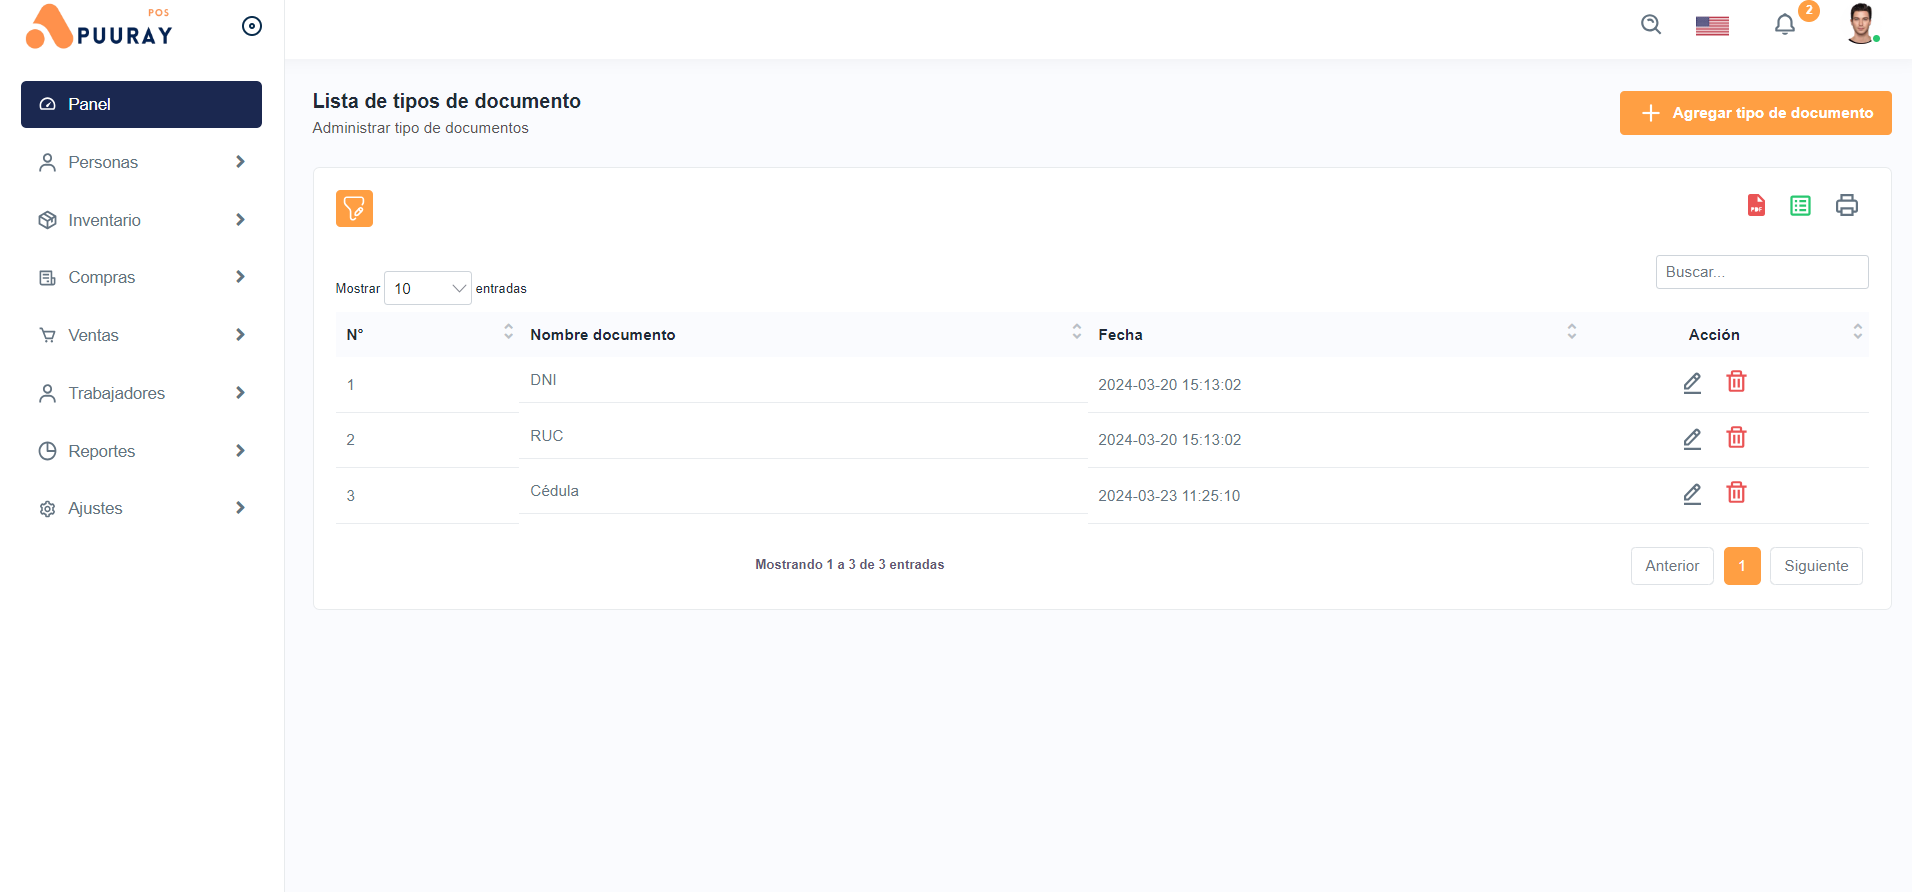 POS
PUURAY
2
Panel
Personas
Inventario
Compras
Ventas
Trabajadores
Reportes
Ajustes
Lista de tipos de documento
Administrar tipo de documentos
Agregar tipo de documento
PDF
Buscar...
Mostrar 10 entradas
N° Nombre documento Fecha Acción
1 DNI 2024-03-20 15:13:02
2 RUC 2024-03-20 15:13:02
3 Cédula 2024-03-23 11:25:10
Mostrando 1 a 3 de 3 entradas
Anterior 1 Siguiente